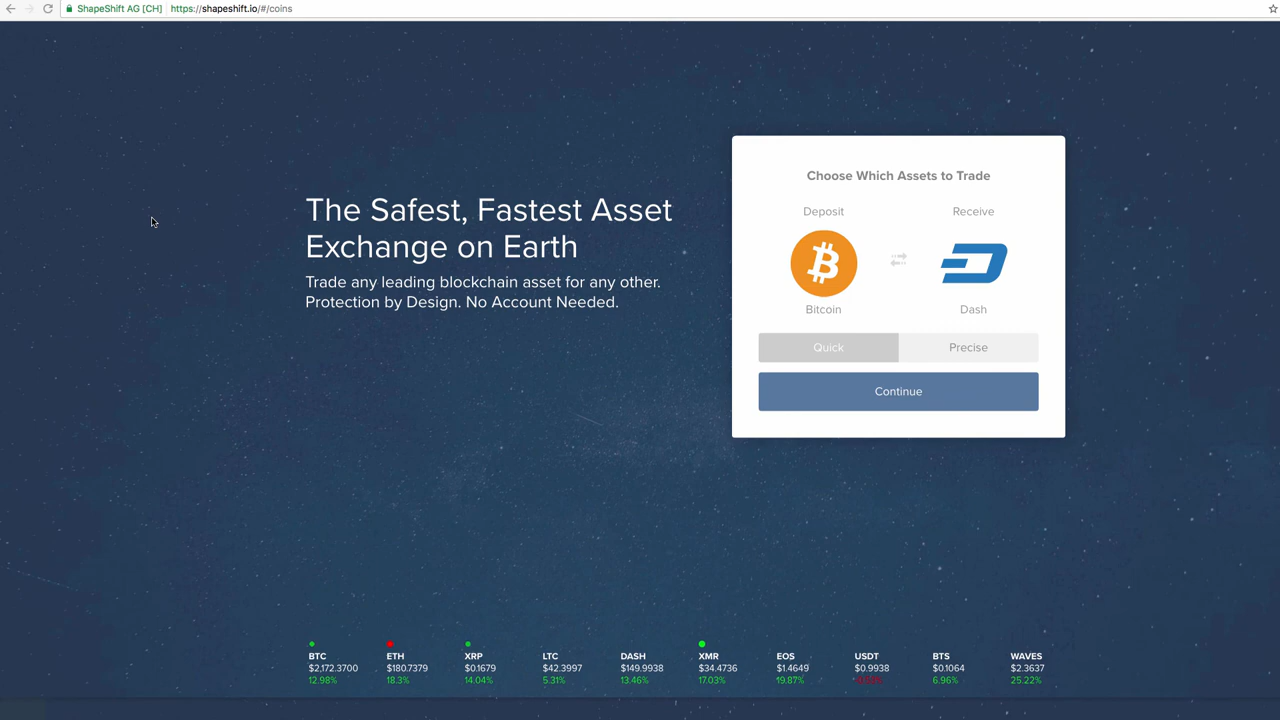 ShapeShift AG [CH]
https://shapeshift.io/#/coins
The Safest, Fastest Asset
Exchange on Earth
Trade any leading blockchain asset for any other.
Protection by Design. No Account Needed.
Choose Which Assets to Trade
Deposit Receive
Bitcoin Dash
Quick Precise
Continue
BTC ETH XRP LTC DASH XMR EOS USDT BTS WAVES
$2,172.3700 $180.7379 $0.1679 $42.3997 $149.9938 $34.4736 $1.4649 $0.9938 $0.1064 $2.3637
12.98% 18.3% 14.04% 5.31% 13.46% 17.03% 19.87% 6.96% 25.22%